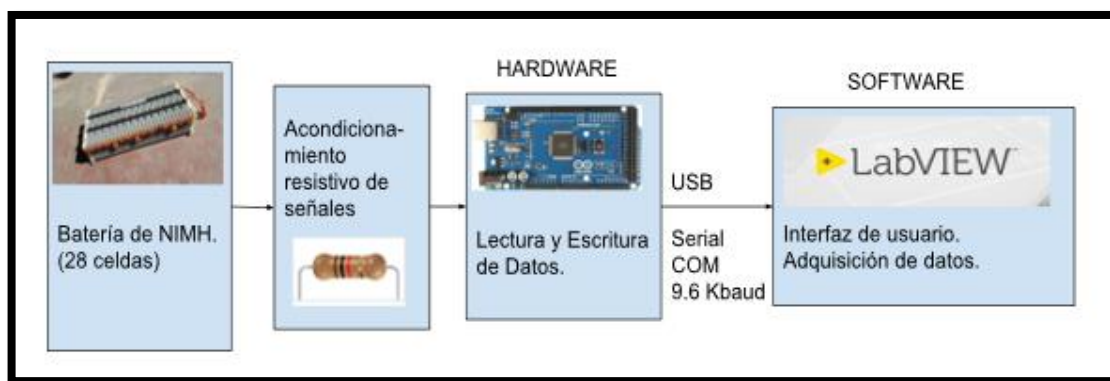 Batería de NIMH.
(28 celdas)
Acondiciona-
miento
resistivo de
señales
HARDWARE
Lectura y Escritura
de Datos.
USB
Serial
COM
9.6 Kbaud
SOFTWARE
LabVIEW
Interfaz de usuario.
Adquisición de datos.